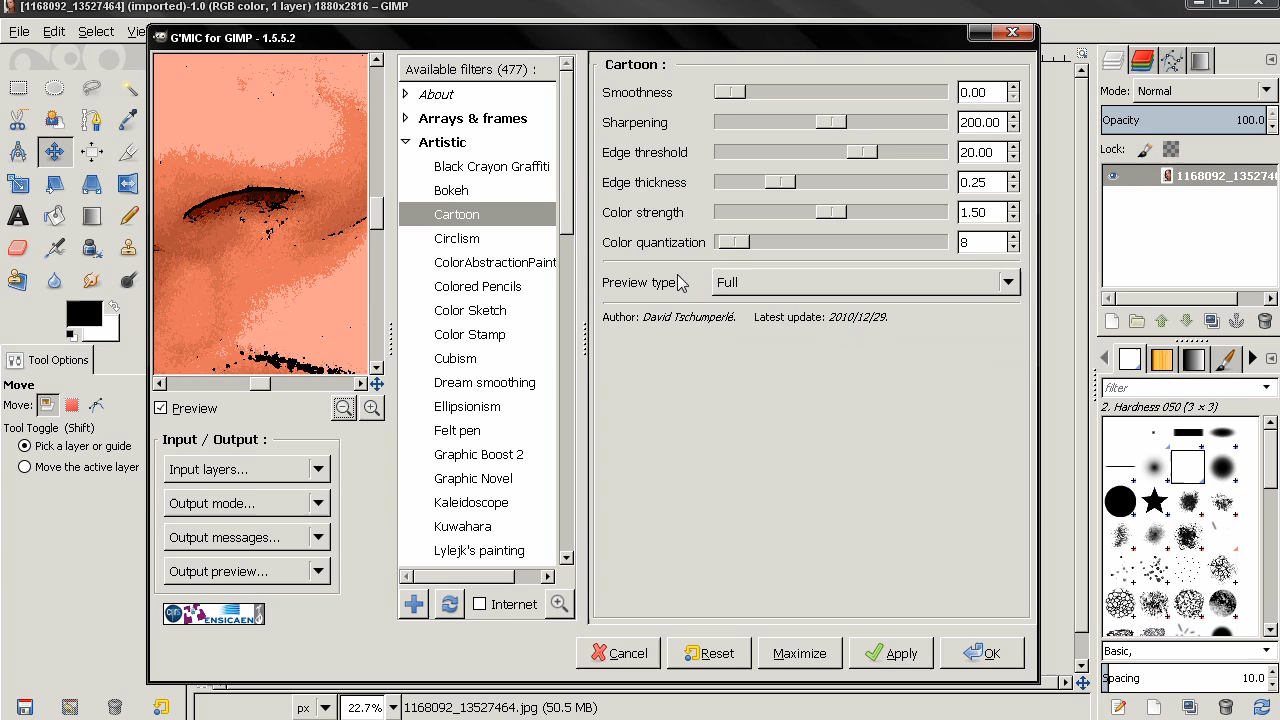 [1168092_13527464] (imported)-1.0 (RGB color, 1 layer) 1880x2816 – GIMP
File Edit Select
G'MIC for GIMP - 1.5.5.2
Available filters (477) :
About
Arrays & frames
Artistic
Black Crayon Graffiti
Bokeh
Cartoon
Circlism
ColorAbstractionPaint
Colored Pencils
Color Sketch
Color Stamp
Cubism
Dream smoothing
Ellipsionism
Felt pen
Graphic Boost 2
Graphic Novel
Kaleidoscope
Kuwahara
Lylejk's painting
Internet
Cartoon :
Smoothness 0.00
Sharpening 200.00
Edge threshold 20.00
Edge thickness 0.25
Color strength 1.50
Color quantization 8
Preview type Full
Author: David Tschumperlé. Latest update: 2010/12/29.
Cancel Reset Maximize Apply OK
Preview
Input / Output :
Input layers...
Output mode...
Output messages...
Output preview...
ENSICAEN
Tool Options
Move
Move:
Tool Toggle (Shift)
Pick a layer or guide
Move the active layer
Mode: Normal
Opacity 100.0
Lock:
1168092_1352746
filter
2. Hardness 050 (3 × 3)
Basic,
Spacing 10.0
px 22.7% 1168092_13527464.jpg (50.5 MB)